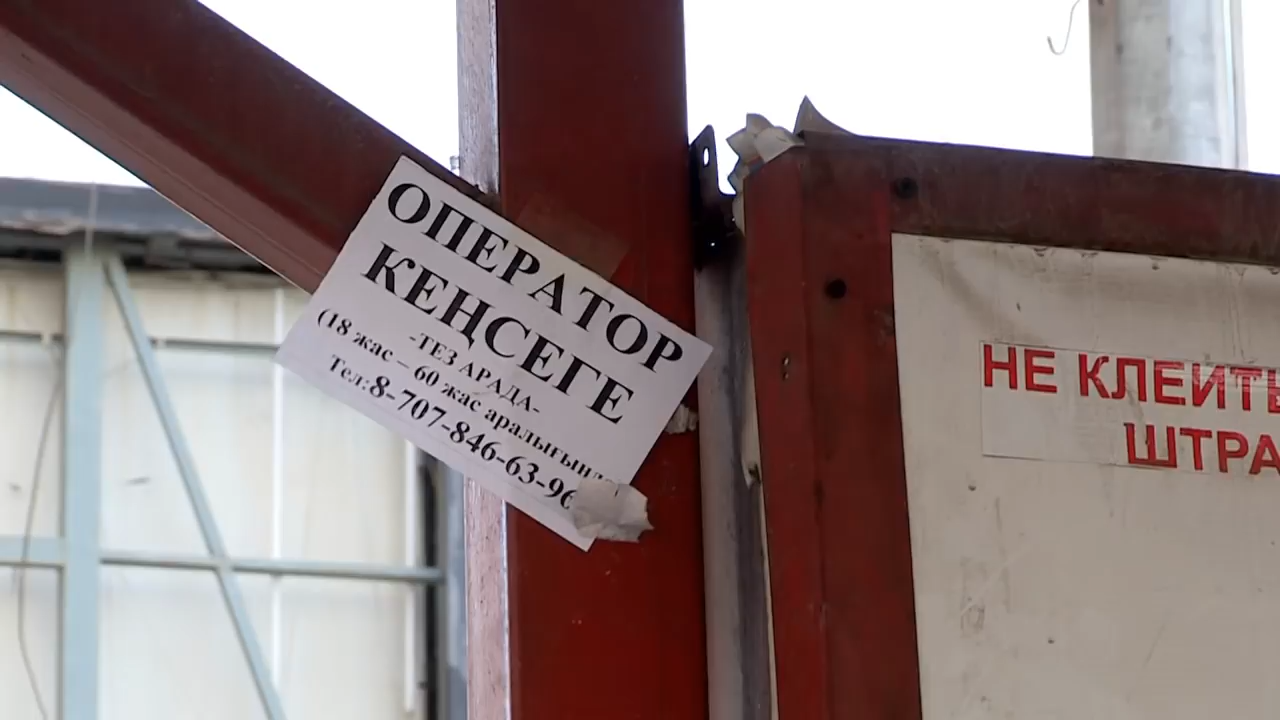 ОПЕРАТОР
КЕҢСЕГЕ
-ТЕЗ АРАДА-
(18 жас – 60 жас аралығында)
Тел:8-707-846-63-96
НЕ КЛЕИТЬ
ШТРА